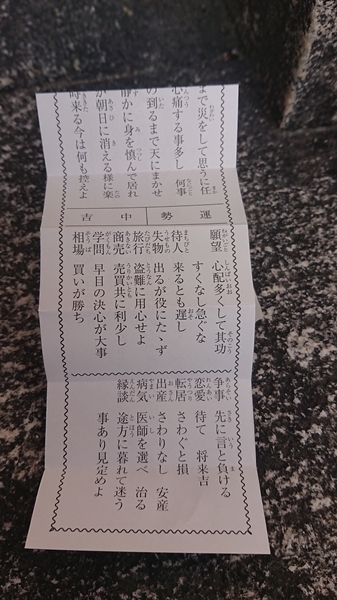 まで災をして思うに任
心痛する事多し 何事
の到るまで天にまかせ
静かに身を慎んで居れ
が朝日に消える様に楽
時来る今は何も控えよ
運勢 中吉
願望 心配多くして其功
すくなし急ぐな
待人 来るとも遅し
失物 出るが役にたゝず
旅行 盗難に用心せよ
商売 売買共に利少し
学問 早目の決心が大事
相場 買いが勝ち
争事 先に言と負ける
恋愛 待て 将来吉
転居 さわぐと損
出産 さわりなし 安産
病気 医師を選べ 治る
縁談 途方に暮れて迷う
事あり見定めよ